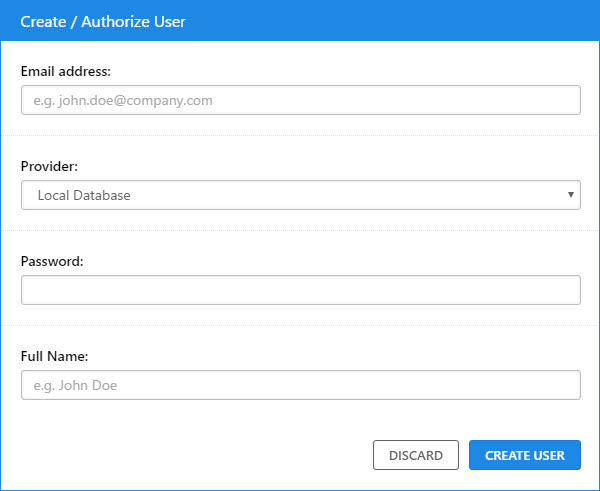 Create / Authorize User
Email address:
e.g. john.doe@company.com
Provider:
Local Database
Password:
Full Name:
e.g. John Doe
DISCARD CREATE USER